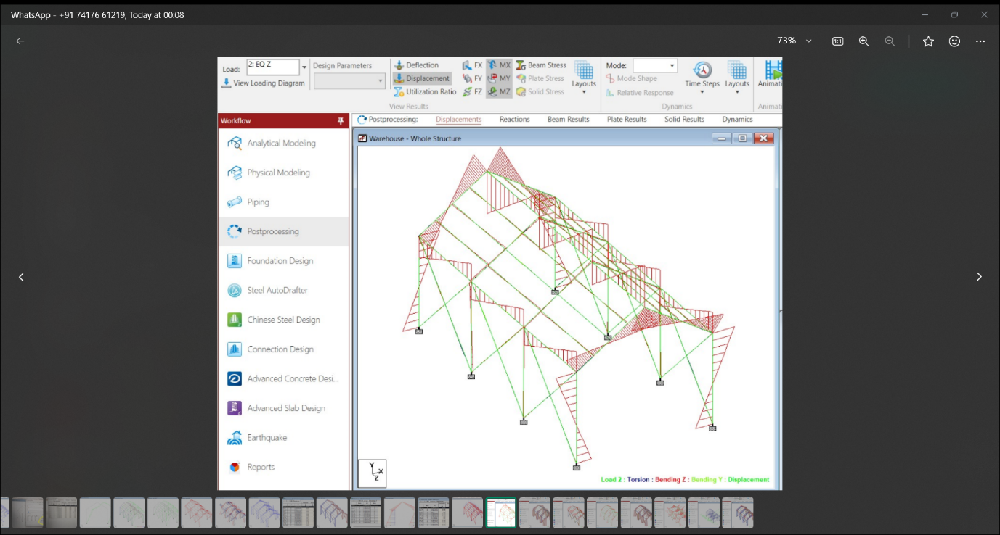 WhatsApp - +91 74176 61219, Today at 00:08
73%
1:1
Load: 2: EQ Z
Design Parameters
View Loading Diagram
Deflection
Displacement
Utilization Ratio
FX MX
FY MY
FZ MZ
Beam Stress
Plate Stress
Solid Stress
Layouts
View Results
Mode:
Mode Shape
Relative Response
Time Steps
Layouts
Dynamics
Animati
Animati
Workflow
Analytical Modeling
Physical Modeling
Piping
Postprocessing
Foundation Design
Steel AutoDrafter
Chinese Steel Design
Connection Design
Advanced Concrete Desi...
Advanced Slab Design
Earthquake
Reports
Postprocessing: Displacements Reactions Beam Results Plate Results Solid Results Dynamics
Warehouse - Whole Structure
Y
X
Z
Load 2 : Torsion : Bending Z : Bending Y : Displacement